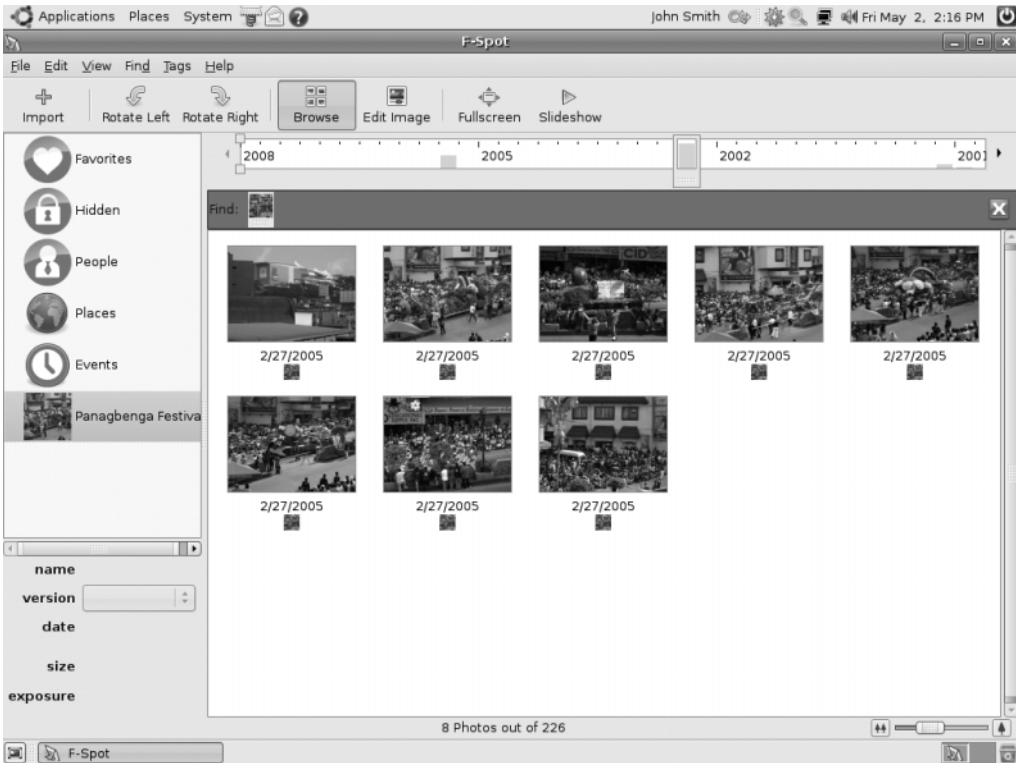 Applications Places System John Smith Fri May 2, 2:16 PM
F-Spot
File Edit View Find Tags Help
Import Rotate Left Rotate Right Browse Edit Image Fullscreen Slideshow
2008 2005 2002 2001
Favorites
Find:
Hidden
People
Places
Events
Panagbenga Festiva
CID
2/27/2005 2/27/2005 2/27/2005 2/27/2005 2/27/2005
2/27/2005 2/27/2005 2/27/2005
name
version
date
size
exposure
8 Photos out of 226
F-Spot